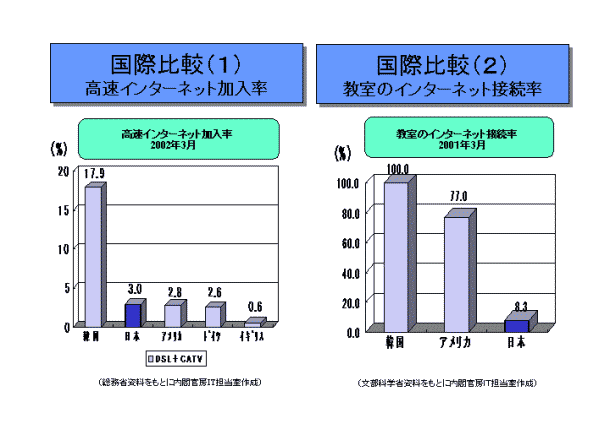 国際比較(1)
高速インターネット加入率
高速インターネット加入率
2002年3月
(%)
20
15
10
5
0
17.9
3.0
2.8
2.6
0.6
韓国
日本
アメリカ
ドイツ
イギリス
DSL+CATV
(総務省資料をもとに内閣官房IT担当室作成)
国際比較(2)
教室のインターネット接続率
教室のインターネット接続率
2001年3月
(%)
100.0
80.0
60.0
40.0
20.0
0.0
100.0
77.0
8.3
韓国
アメリカ
日本
(文部科学省資料をもとに内閣官房IT担当室作成)